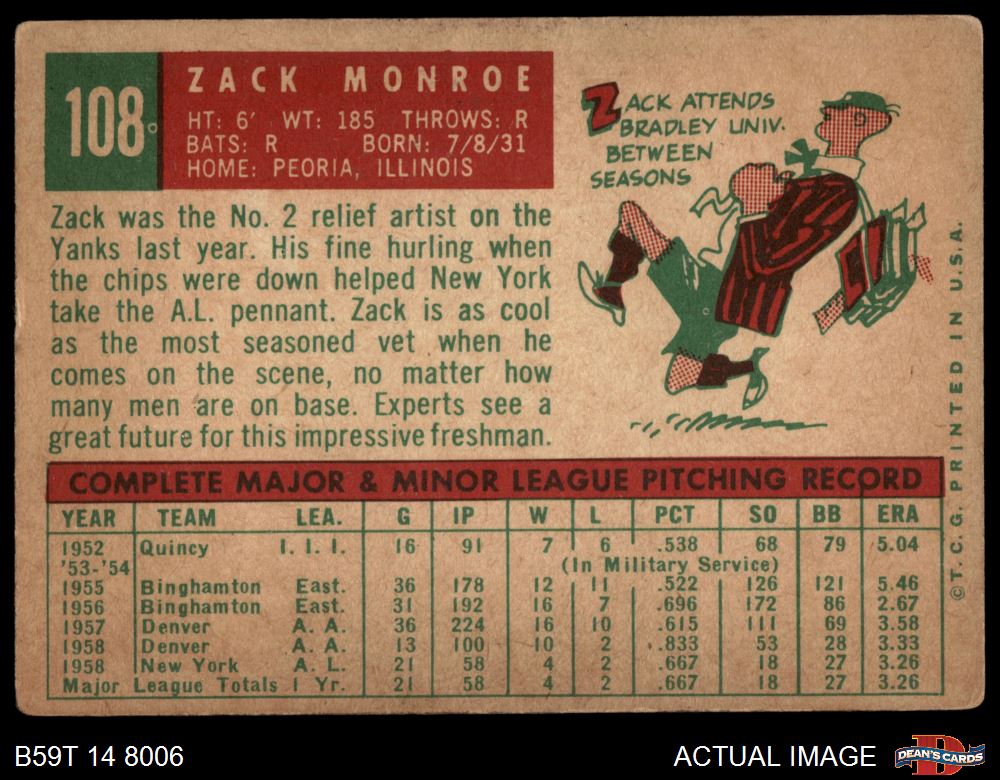 108
ZACK MONROE
HT: 6' WT: 185 THROWS: R
BATS: R BORN: 7/8/31
HOME: PEORIA, ILLINOIS
ZACK ATTENDS
BRADLEY UNIV.
BETWEEN
SEASONS
Zack was the No. 2 relief artist on the
Yanks last year. His fine hurling when
the chips were down helped New York
take the A.L. pennant. Zack is as cool
as the most seasoned vet when he
comes on the scene, no matter how
many men are on base. Experts see a
great future for this impressive freshman.
COMPLETE MAJOR & MINOR LEAGUE PITCHING RECORD
YEAR TEAM LEA. G IP W L PCT SO BB ERA
1952 Quincy I. I. I. 16 91 7 6 .538 68 79 5.04
'53-'54 (In Military Service)
1955 Binghamton East. 36 178 12 11 .522 126 121 5.46
1956 Binghamton East. 31 192 16 7 .696 172 86 2.67
1957 Denver A. A. 36 224 16 10 .615 111 69 3.58
1958 Denver A. A. 13 100 10 2 .833 53 28 3.33
1958 New York A. L. 21 58 4 2 .667 18 27 3.26
Major League Totals 1 Yr. 21 58 4 2 .667 18 27 3.26
© T.C.G. PRINTED IN U.S.A.
B59T 14 8006
ACTUAL IMAGE
D
DEAN'S CARDS